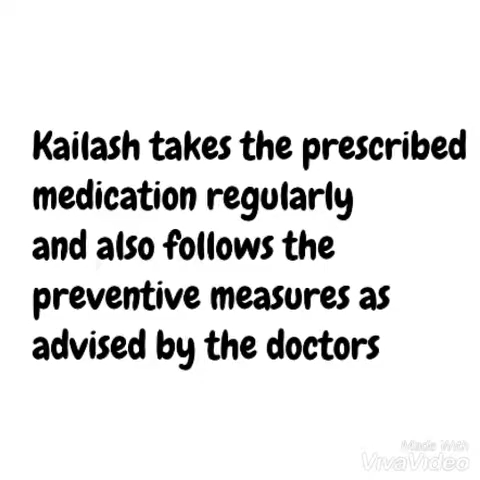 Kailash takes the prescribed
medication regularly
and also follows the
preventive measures as
advised by the doctors
Made With
VivaVideo